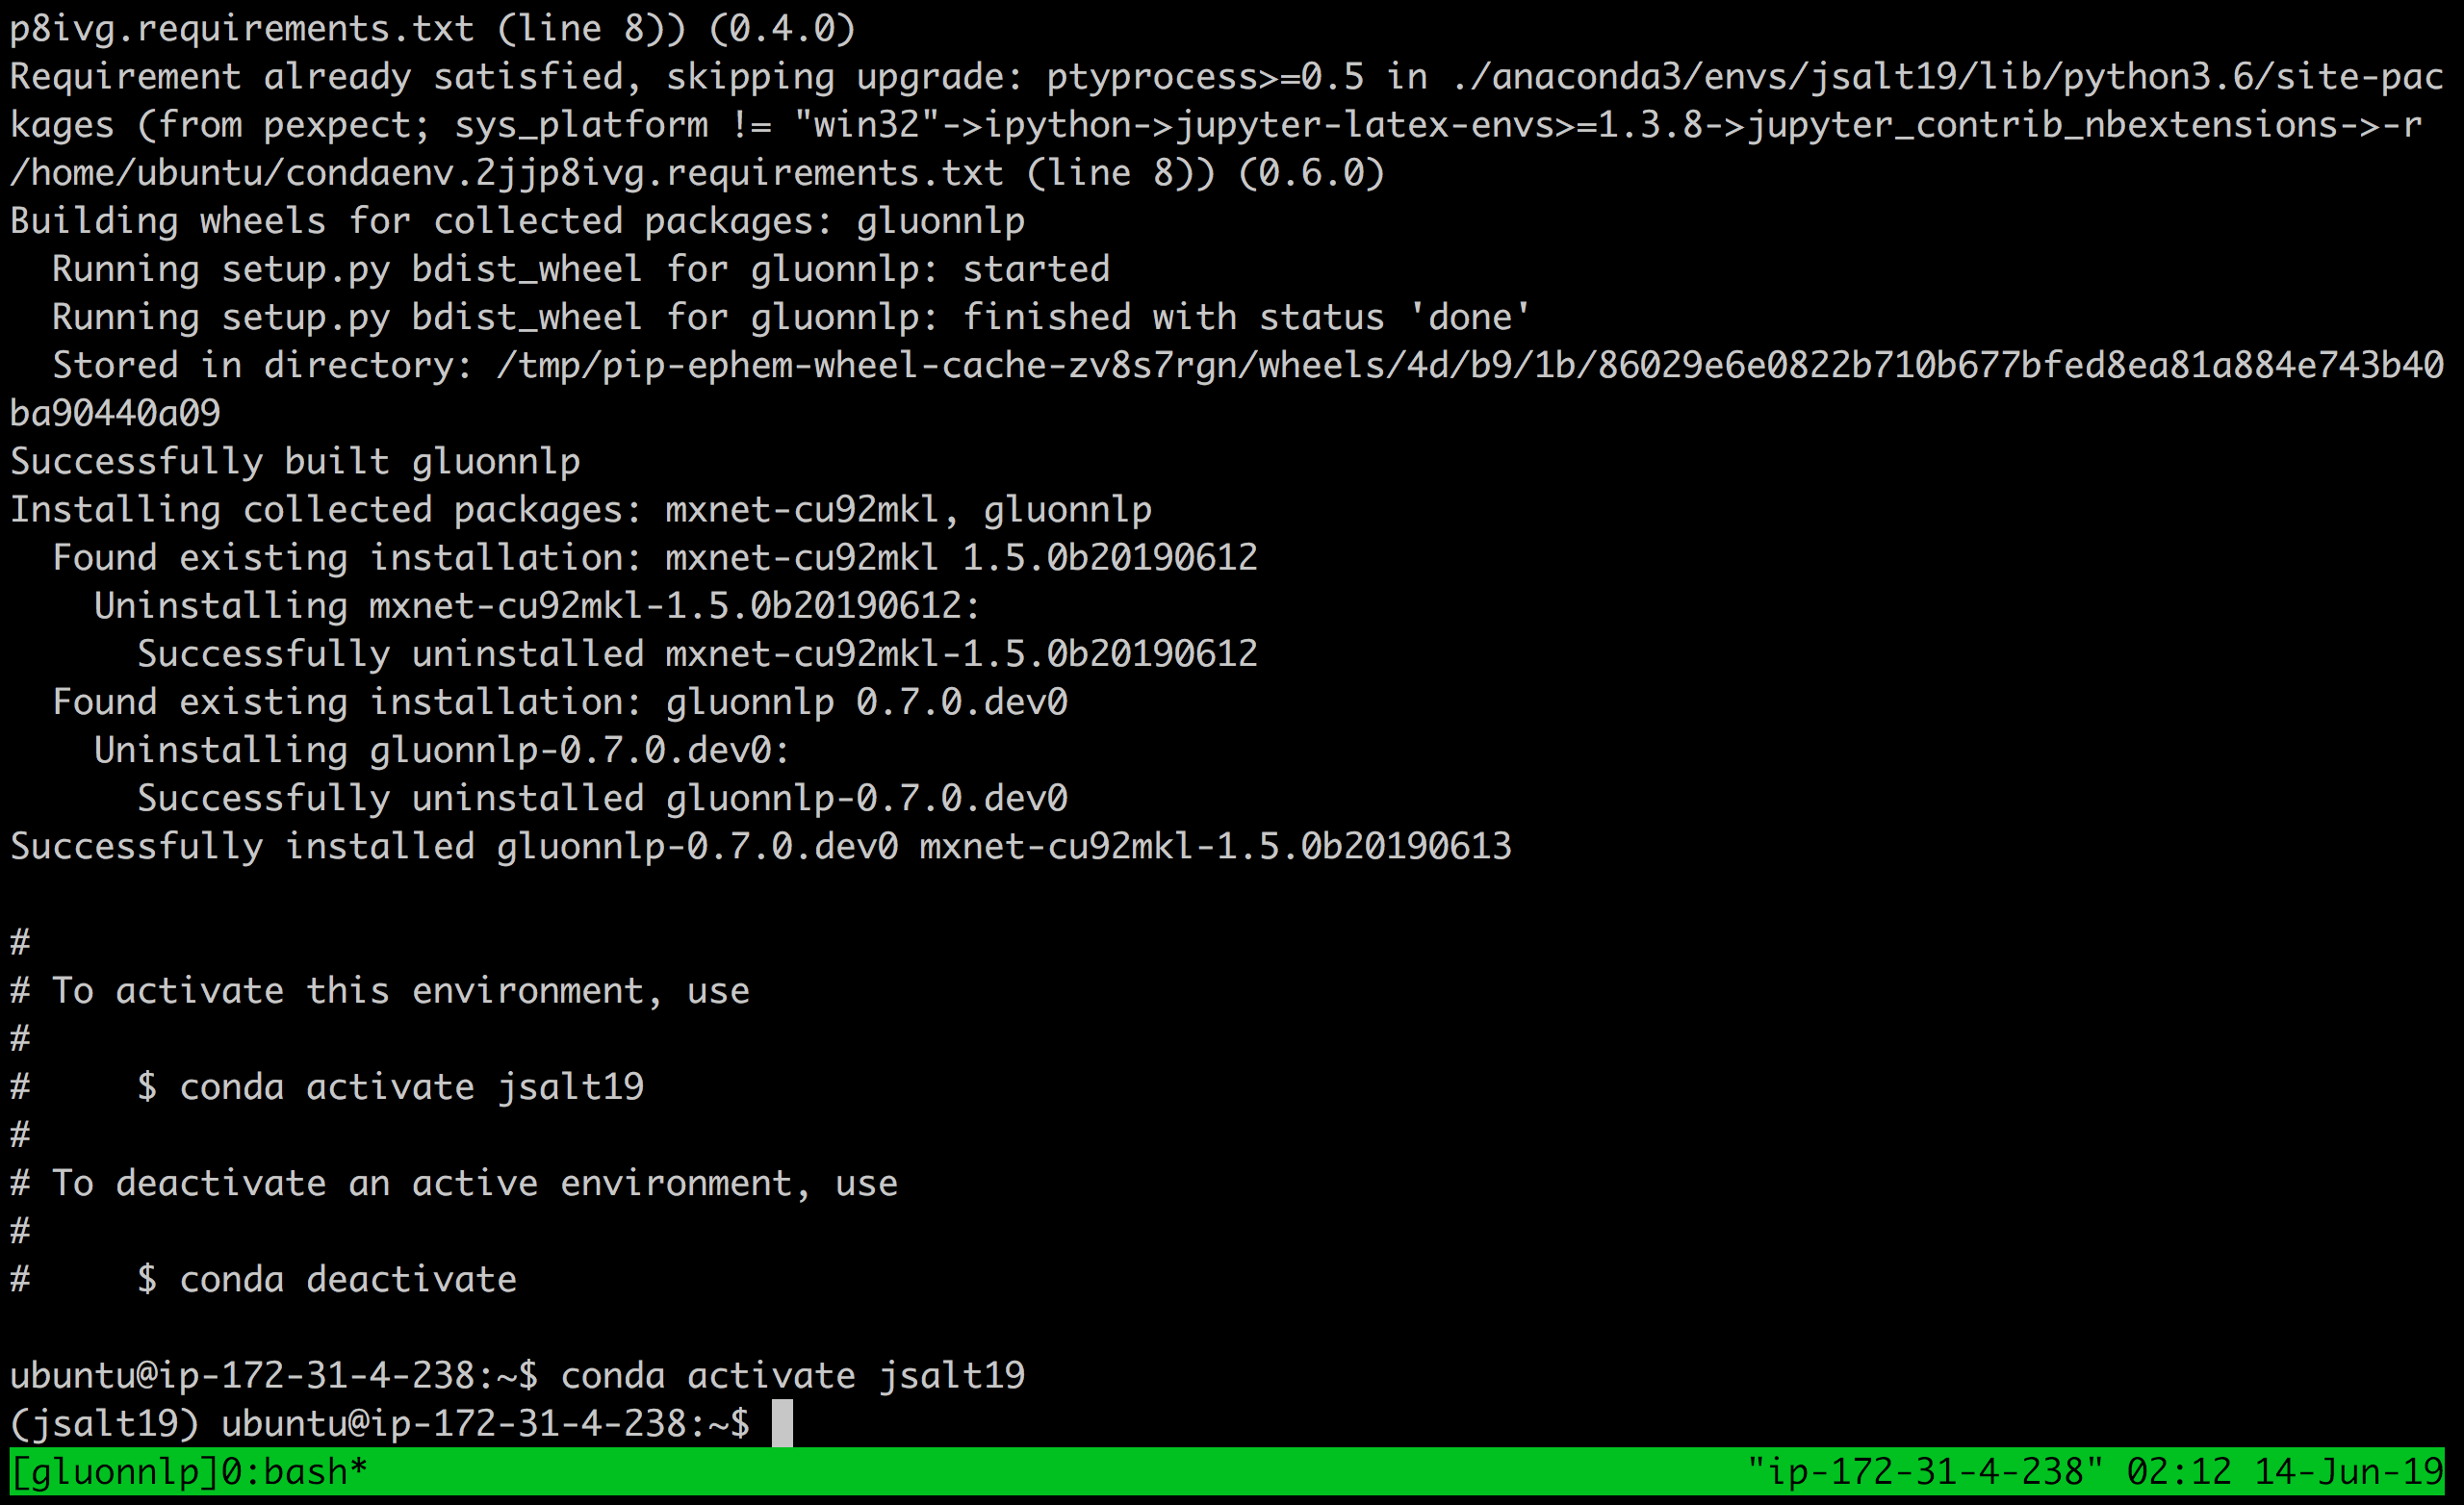 p8ivg.requirements.txt (line 8)) (0.4.0)
Requirement already satisfied, skipping upgrade: ptyprocess>=0.5 in ./anaconda3/envs/jsalt19/lib/python3.6/site-pac
kages (from pexpect; sys_platform != "win32"->ipython->jupyter-latex-envs>=1.3.8->jupyter_contrib_nbextensions->-r
/home/ubuntu/condaenv.2jjp8ivg.requirements.txt (line 8)) (0.6.0)
Building wheels for collected packages: gluonnlp
  Running setup.py bdist_wheel for gluonnlp: started
  Running setup.py bdist_wheel for gluonnlp: finished with status 'done'
  Stored in directory: /tmp/pip-ephem-wheel-cache-zv8s7rgn/wheels/4d/b9/1b/86029e6e0822b710b677bfed8ea81a884e743b40
ba90440a09
Successfully built gluonnlp
Installing collected packages: mxnet-cu92mkl, gluonnlp
  Found existing installation: mxnet-cu92mkl 1.5.0b20190612
    Uninstalling mxnet-cu92mkl-1.5.0b20190612:
      Successfully uninstalled mxnet-cu92mkl-1.5.0b20190612
  Found existing installation: gluonnlp 0.7.0.dev0
    Uninstalling gluonnlp-0.7.0.dev0:
      Successfully uninstalled gluonnlp-0.7.0.dev0
Successfully installed gluonnlp-0.7.0.dev0 mxnet-cu92mkl-1.5.0b20190613
#
# To activate this environment, use
#
#     $ conda activate jsalt19
#
# To deactivate an active environment, use
#
#     $ conda deactivate
ubuntu@ip-172-31-4-238:~$ conda activate jsalt19
(jsalt19) ubuntu@ip-172-31-4-238:~$
[gluonnlp]0:bash* "ip-172-31-4-238" 02:12 14-Jun-19